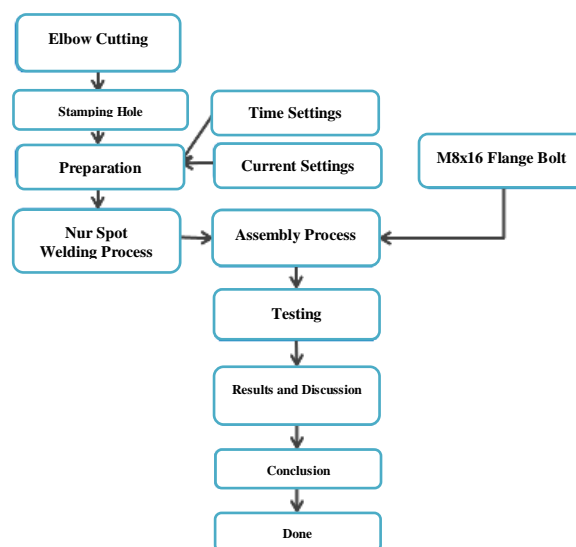 Elbow Cutting
Stamping Hole
Time Settings
Preparation
Current Settings
M8x16 Flange Bolt
Nur Spot
Welding Process
Assembly Process
Testing
Results and Discussion
Conclusion
Done